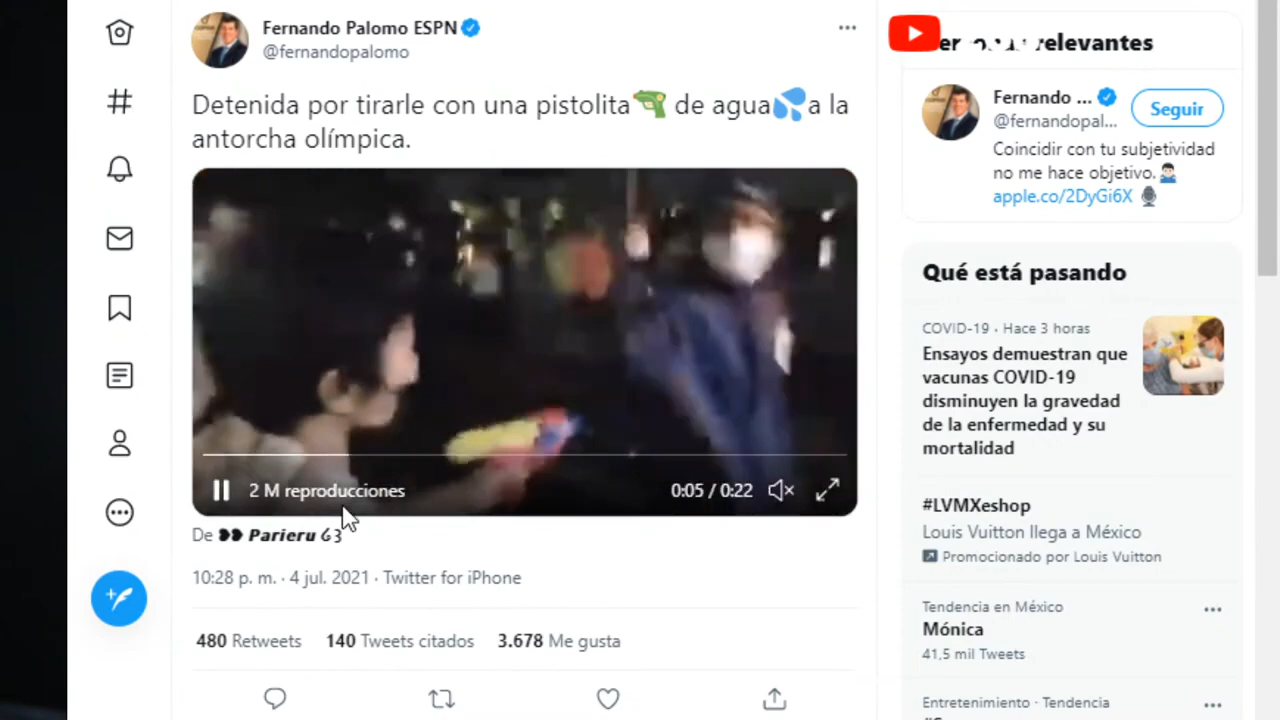 Fernando Palomo ESPN
@fernandopalomo
Detenida por tirarle con una pistolita🔫 de agua💦a la
antorcha olímpica.
2 M reproducciones
0:05 / 0:22
De ❥❥ Parieru
10:28 p. m. · 4 jul. 2021 · Twitter for iPhone
480 Retweets 140 Tweets citados 3.678 Me gusta
relevantes
Fernando ...
@fernandopal...
Seguir
Coincidir con tu subjetividad
no me hace objetivo.🤷🏻‍♂️
apple.co/2DyGi6X 🎙️
Qué está pasando
COVID-19 · Hace 3 horas
Ensayos demuestran que
vacunas COVID-19
disminuyen la gravedad
de la enfermedad y su
mortalidad
#LVMXeshop
Louis Vuitton llega a México
Promocionado por Louis Vuitton
Tendencia en México
Mónica
41,5 mil Tweets
Entretenimiento · Tendencia